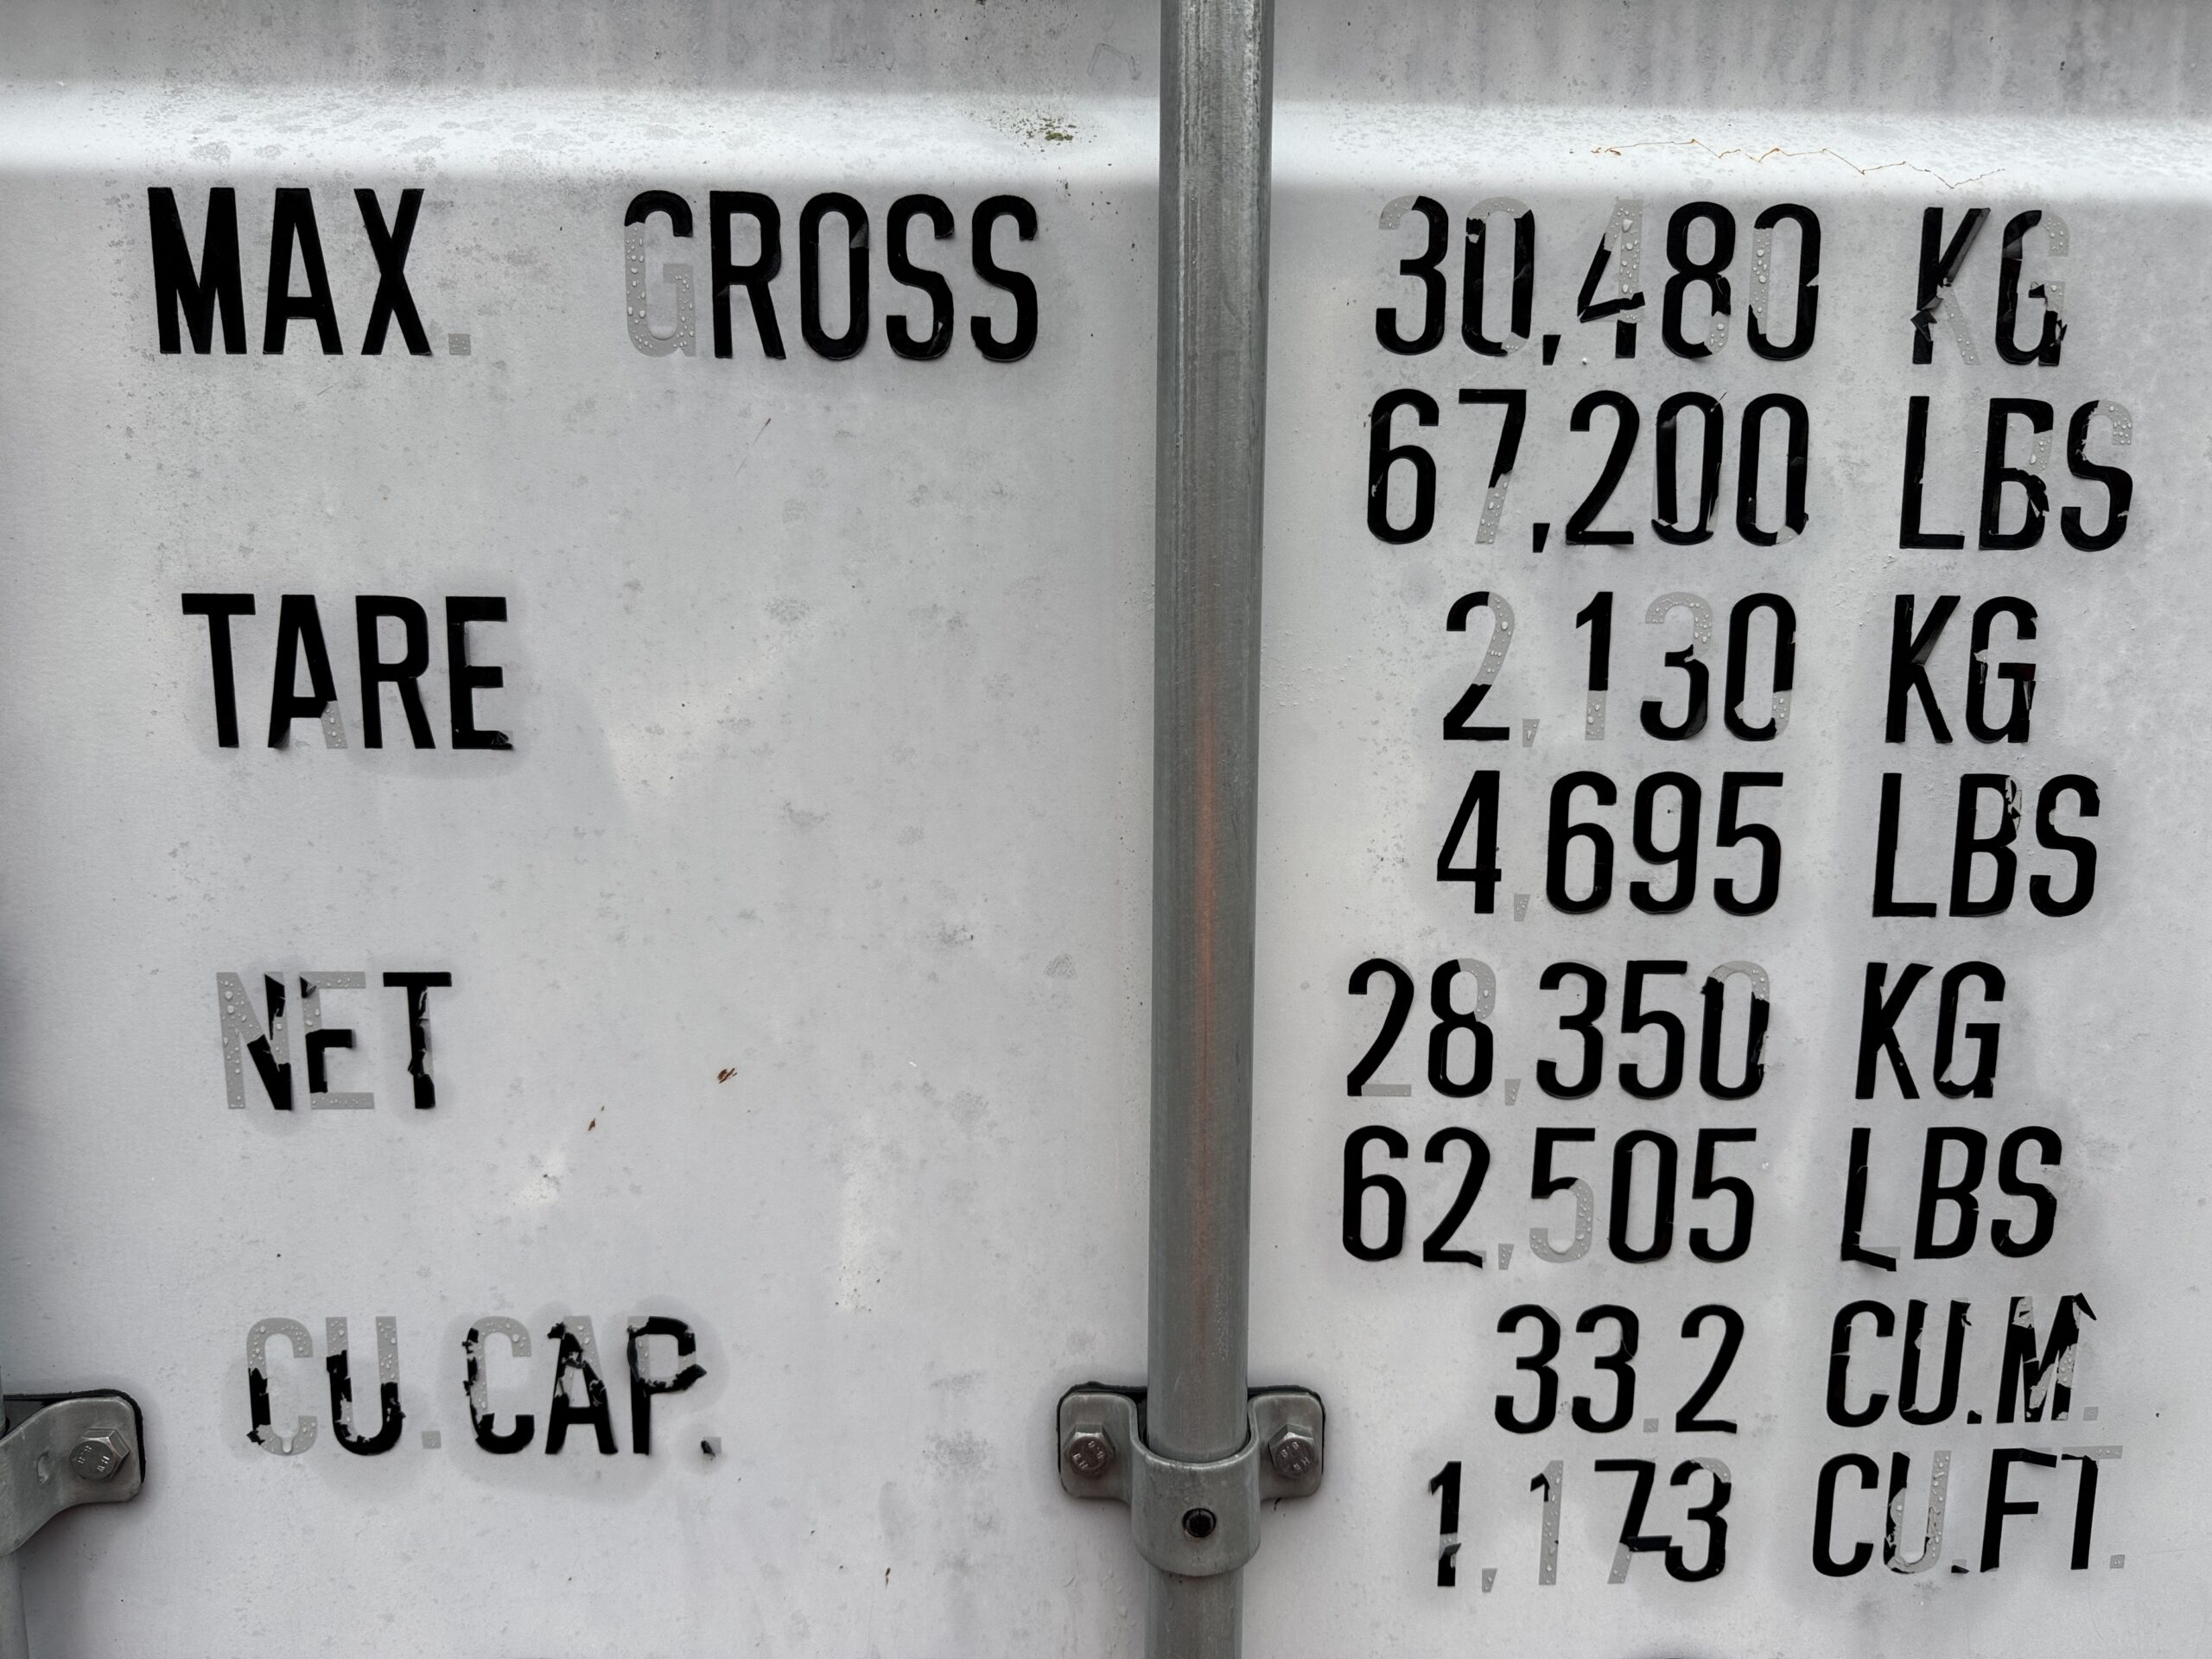 MAX. GROSS 30,480 KG
67,200 LBS
TARE 2,130 KG
4,695 LBS
NET 28,350 KG
62,505 LBS
CU.CAP. 33.2 CU.M.
1,173 CU.FT.